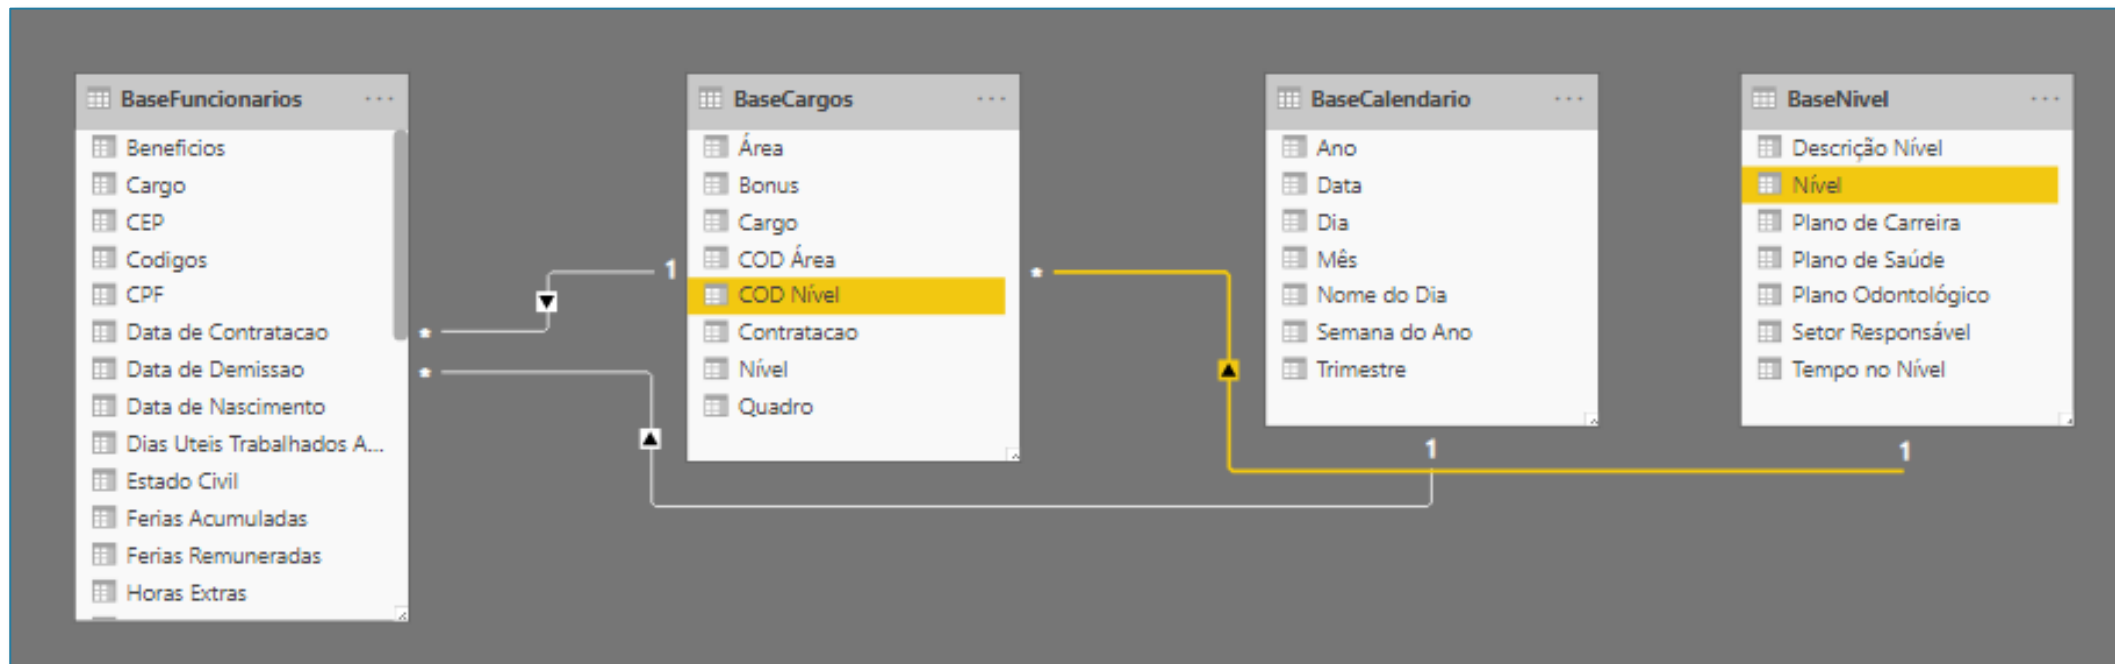 BaseFuncionarios ...
Beneficios
Cargo
CEP
Codigos
CPF
Data de Contratacao
Data de Demissao
Data de Nascimento
Dias Uteis Trabalhados A...
Estado Civil
Ferias Acumuladas
Ferias Remuneradas
Horas Extras
*
*
1
BaseCargos ...
Área
Bonus
Cargo
COD Área
COD Nível
Contratacao
Nível
Quadro
*
BaseCalendario ...
Ano
Data
Dia
Mês
Nome do Dia
Semana do Ano
Trimestre
1
BaseNivel ...
Descrição Nível
Nível
Plano de Carreira
Plano de Saúde
Plano Odontológico
Setor Responsável
Tempo no Nível
1